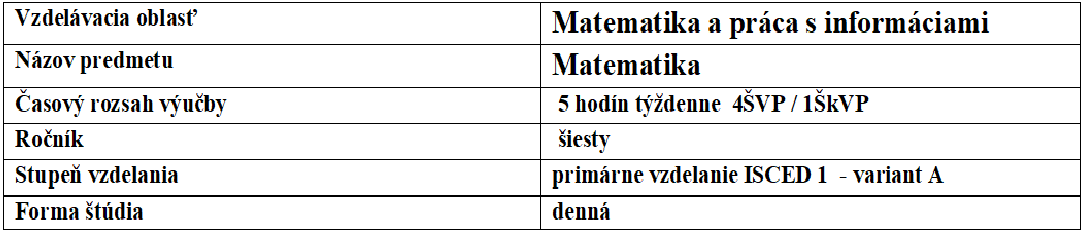 Vzdelávacia oblasť Matematika a práca s informáciami
Názov predmetu Matematika
Časový rozsah výučby 5 hodín týždenne 4ŠVP / 1ŠkVP
Ročník šiesty
Stupeň vzdelania primárne vzdelanie ISCED 1 - variant A
Forma štúdia denná